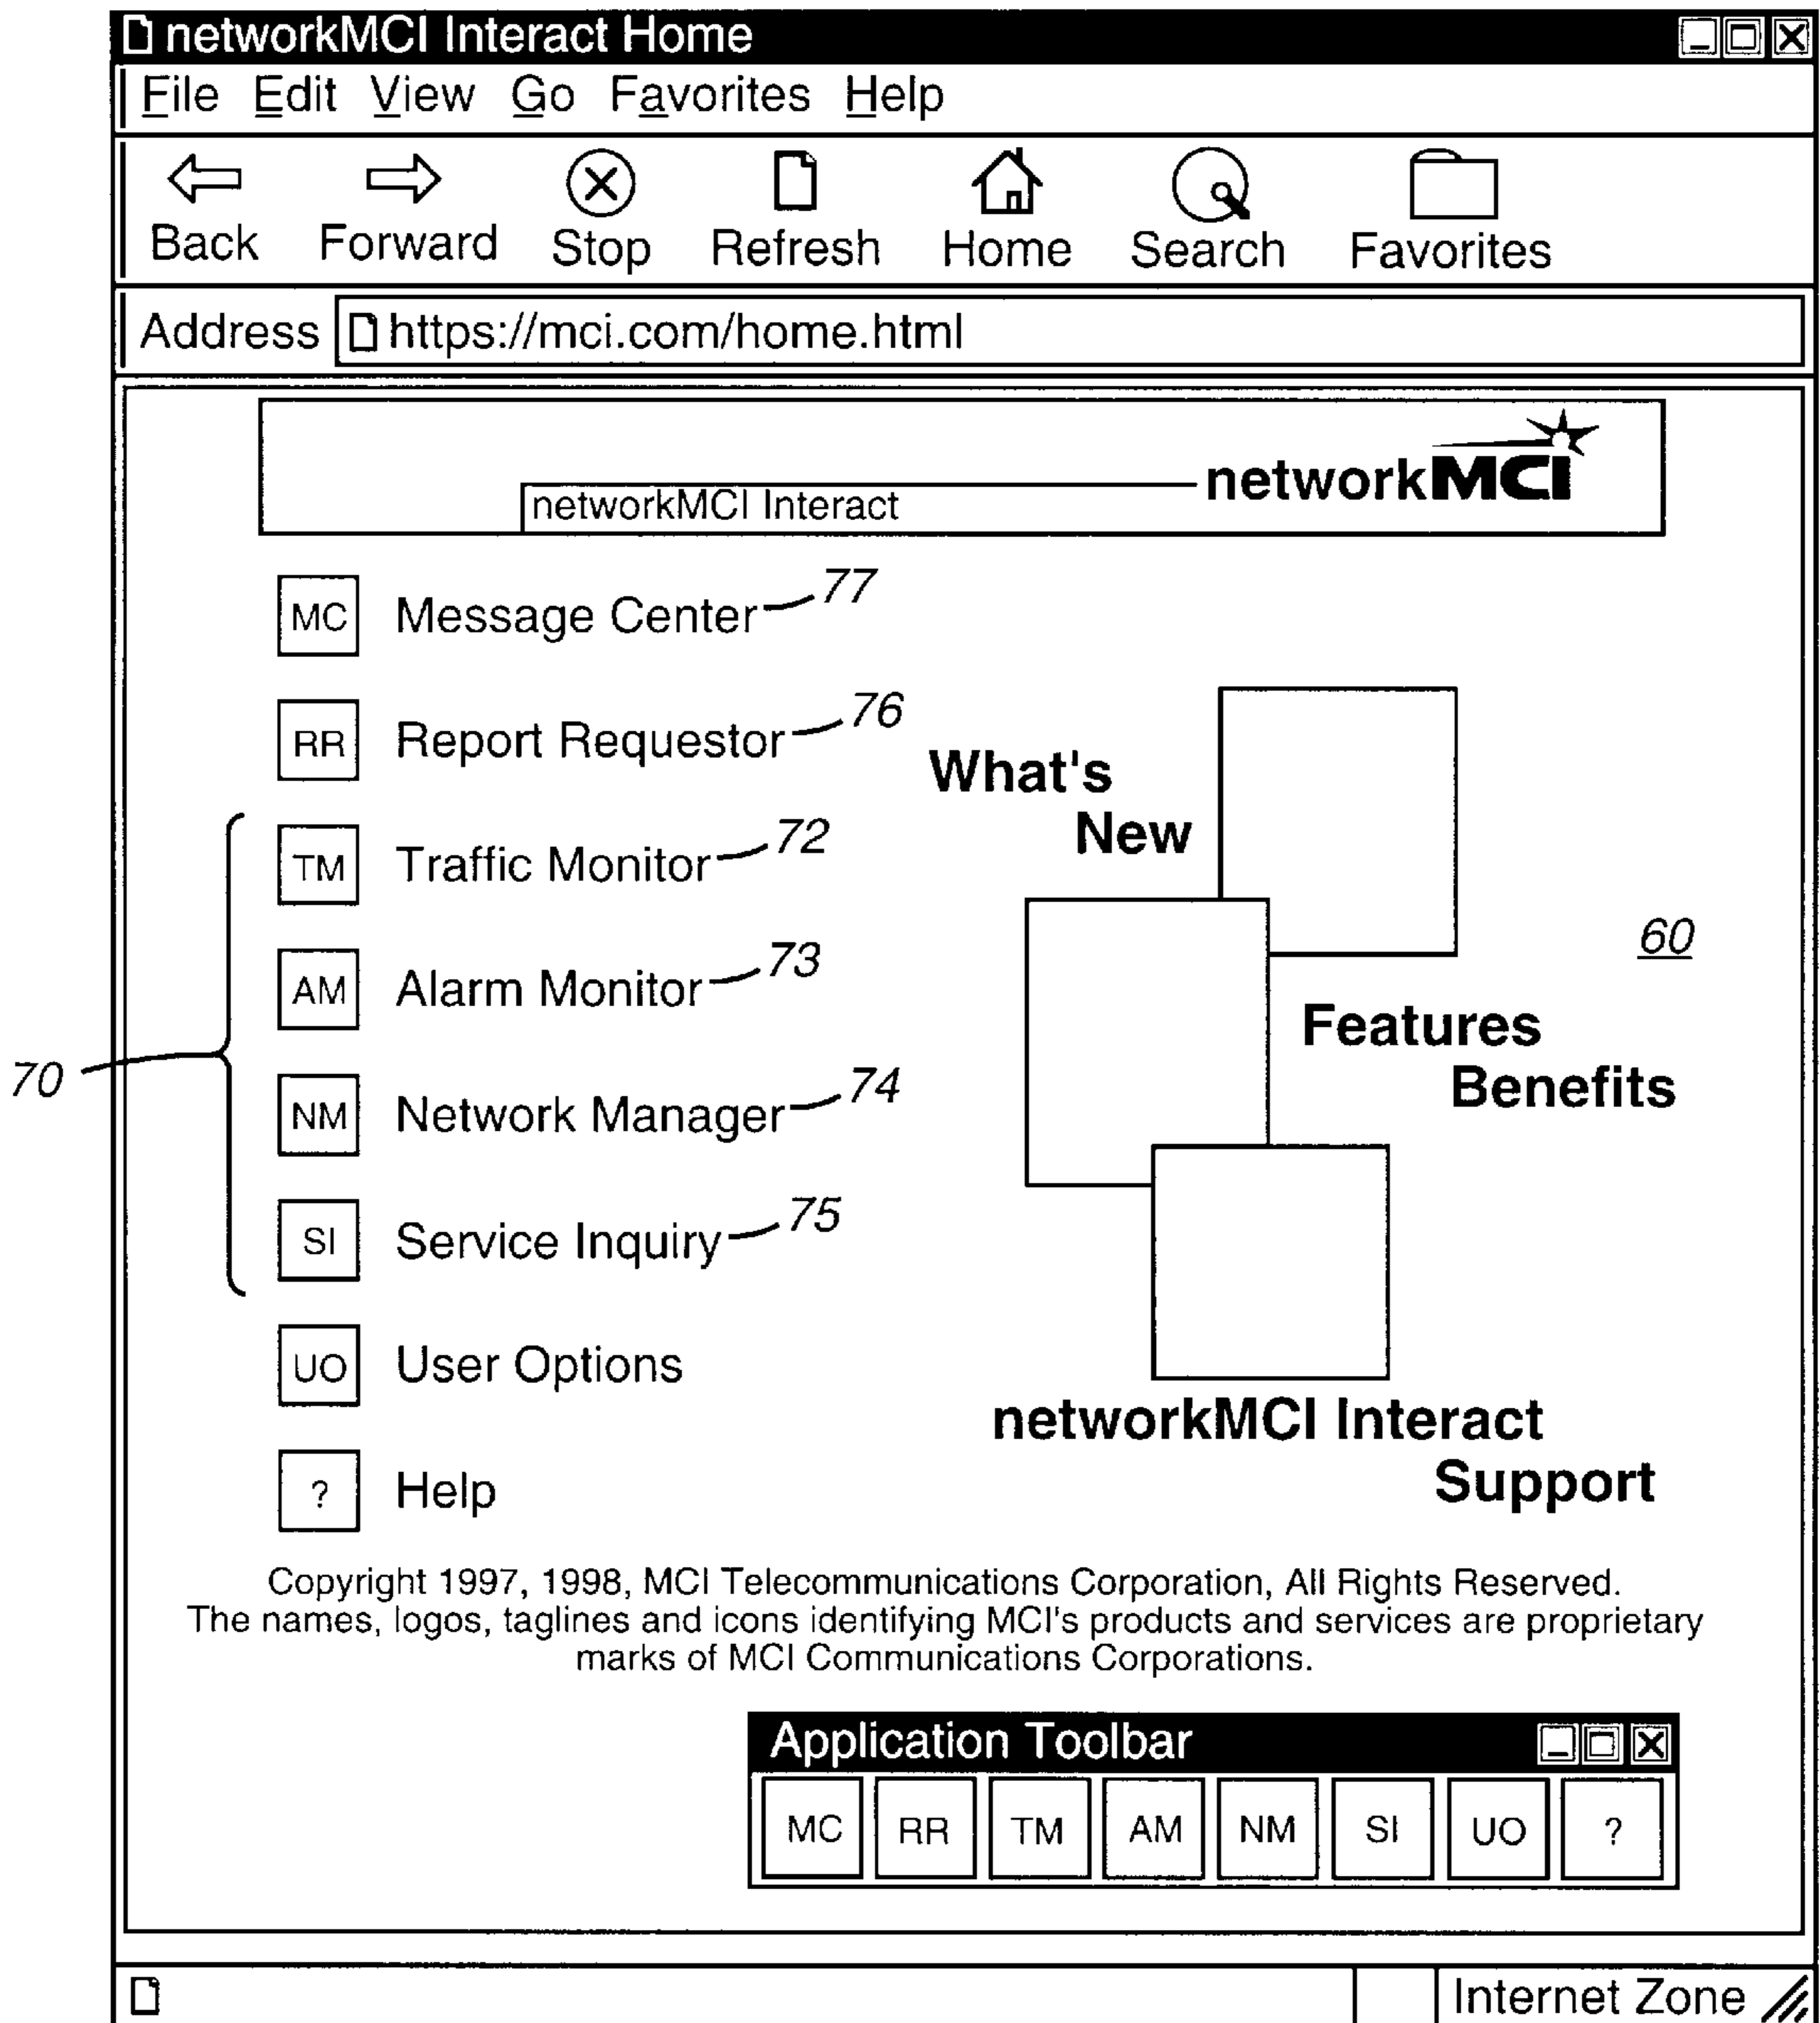 networkMCI Interact Home
File Edit View Go Favorites Help
Back Forward Stop Refresh Home Search Favorites
Address https://mci.com/home.html
networkMCI
networkMCI Interact
MC Message Center 77
RR Report Requestor 76
What's
New
TM Traffic Monitor 72
AM Alarm Monitor 73
60
Features
Benefits
70
NM Network Manager 74
SI Service Inquiry 75
UO User Options
networkMCI Interact
Support
? Help
Copyright 1997, 1998, MCI Telecommunications Corporation, All Rights Reserved.
The names, logos, taglines and icons identifying MCI's products and services are proprietary
marks of MCI Communications Corporations.
Application Toolbar
MC RR TM AM NM SI UO ?
Internet Zone